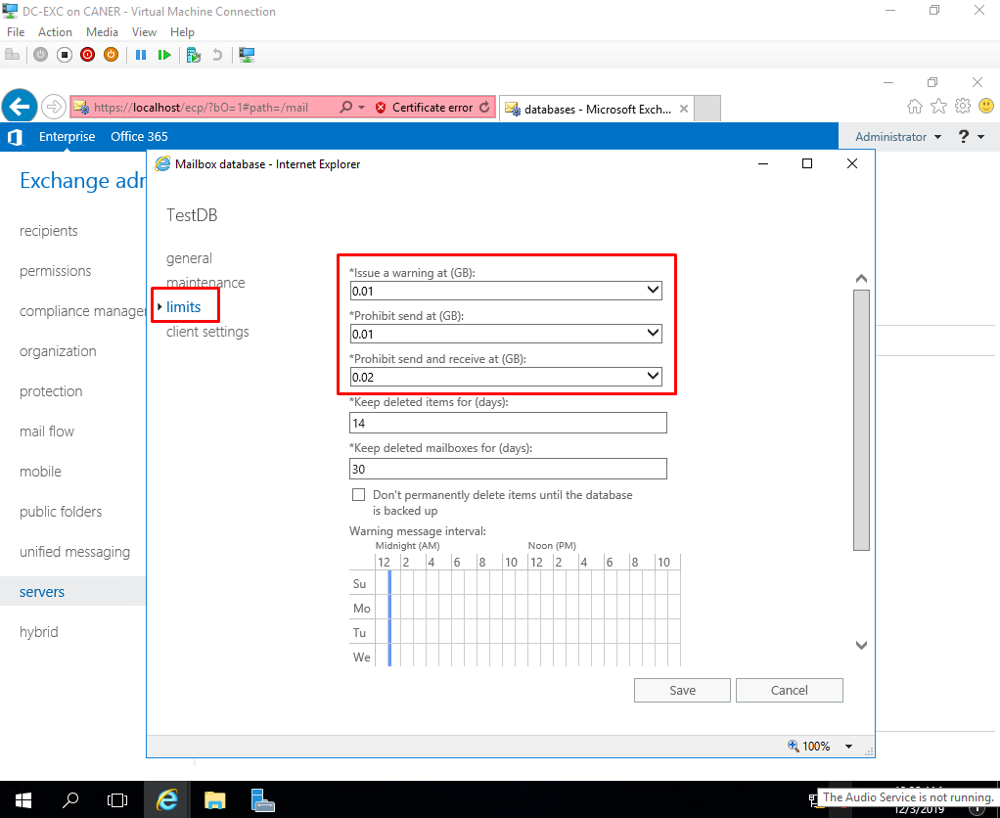 DC-EXC on CANER - Virtual Machine Connection
File Action Media View Help
https://localhost/ecp/?bO=1#path=/mail
Certificate error
databases - Microsoft Exch...
Enterprise Office 365
Administrator
?
Mailbox database - Internet Explorer
Exchange adr
recipients
permissions
compliance manager
organization
protection
mail flow
mobile
public folders
unified messaging
servers
hybrid
TestDB
general
maintenance
limits
client settings
*Issue a warning at (GB):
0.01
*Prohibit send at (GB):
0.01
*Prohibit send and receive at (GB):
0.02
*Keep deleted items for (days):
14
*Keep deleted mailboxes for (days):
30
Don't permanently delete items until the database
is backed up
Warning message interval:
Midnight (AM) Noon (PM)
12 2 4 6 8 10 12 2 4 6 8 10
Su
Mo
Tu
We
Save Cancel
100%
The Audio Service is not running.
12/3/2019